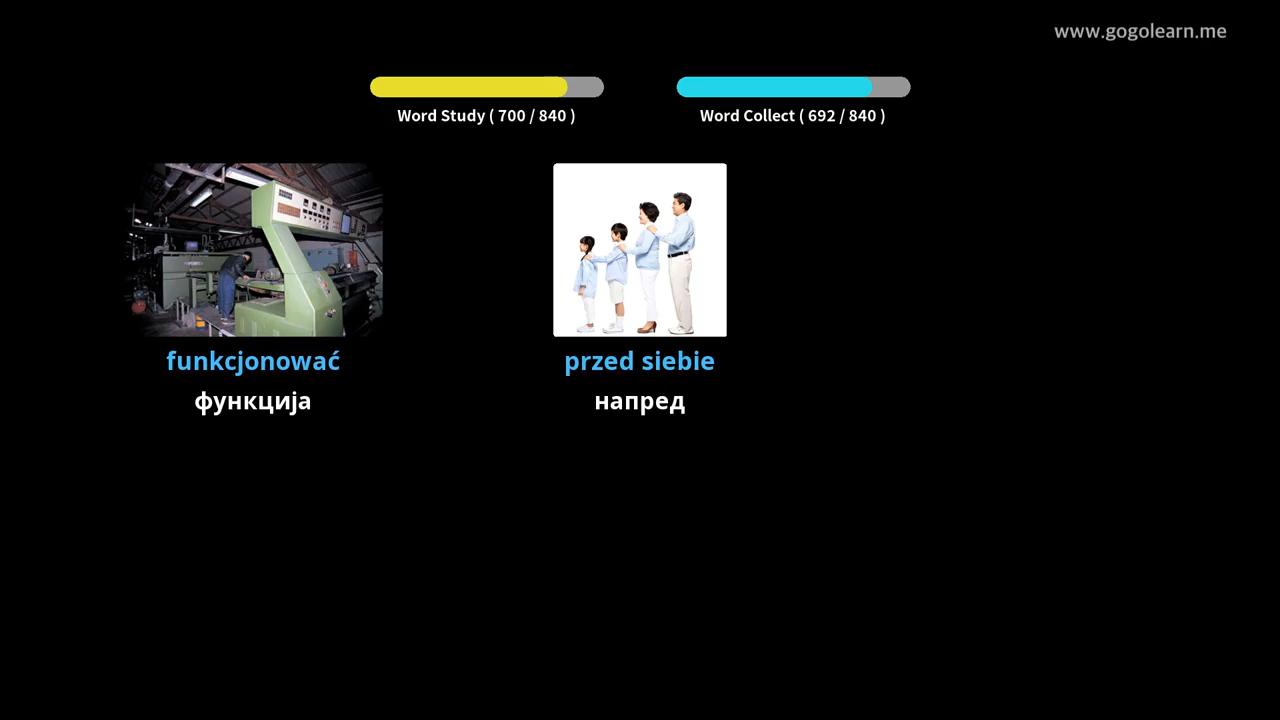 www.gogolearn.me
Word Study ( 700 / 840 )
Word Collect ( 692 / 840 )
funkcjonować
функција
przed siebie
напред